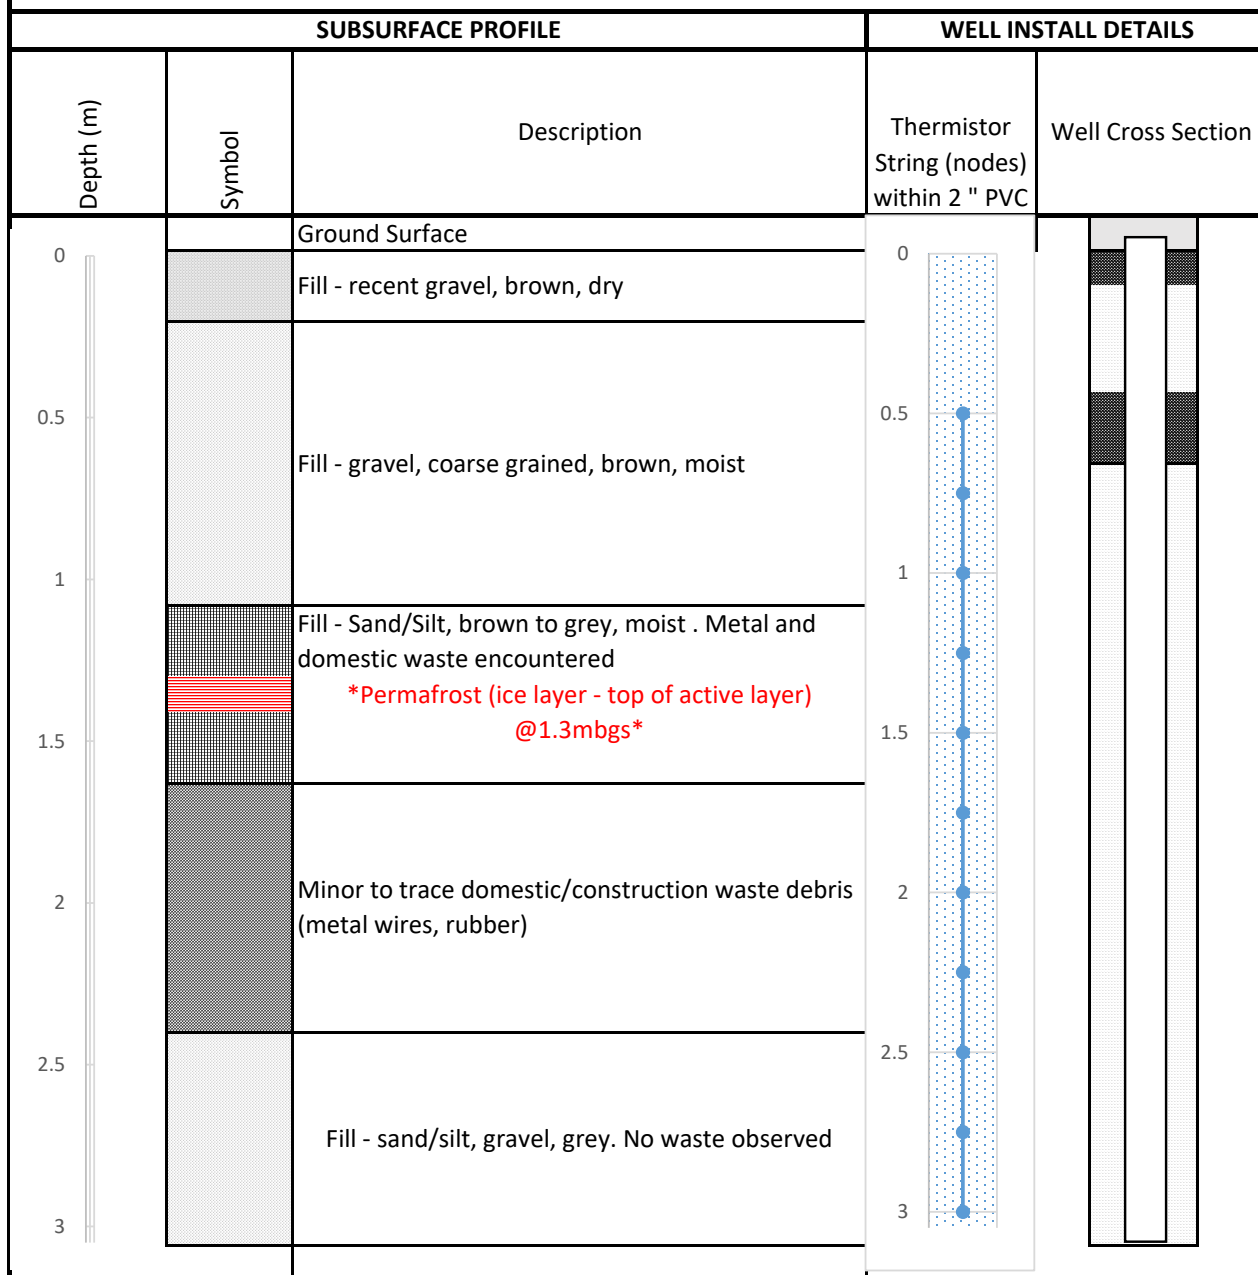 SUBSURFACE PROFILE
WELL INSTALL DETAILS
Depth (m)
Symbol
Description
Thermistor
String (nodes)
within 2 " PVC
Well Cross Section
Ground Surface
0
0
Fill - recent gravel, brown, dry
0.5
0.5
Fill - gravel, coarse grained, brown, moist
1
1
Fill - Sand/Silt, brown to grey, moist . Metal and
domestic waste encountered
*Permafrost (ice layer - top of active layer)
@1.3mbgs*
1.5
1.5
Minor to trace domestic/construction waste debris
(metal wires, rubber)
2
2
2.5
2.5
Fill - sand/silt, gravel, grey. No waste observed
3
3